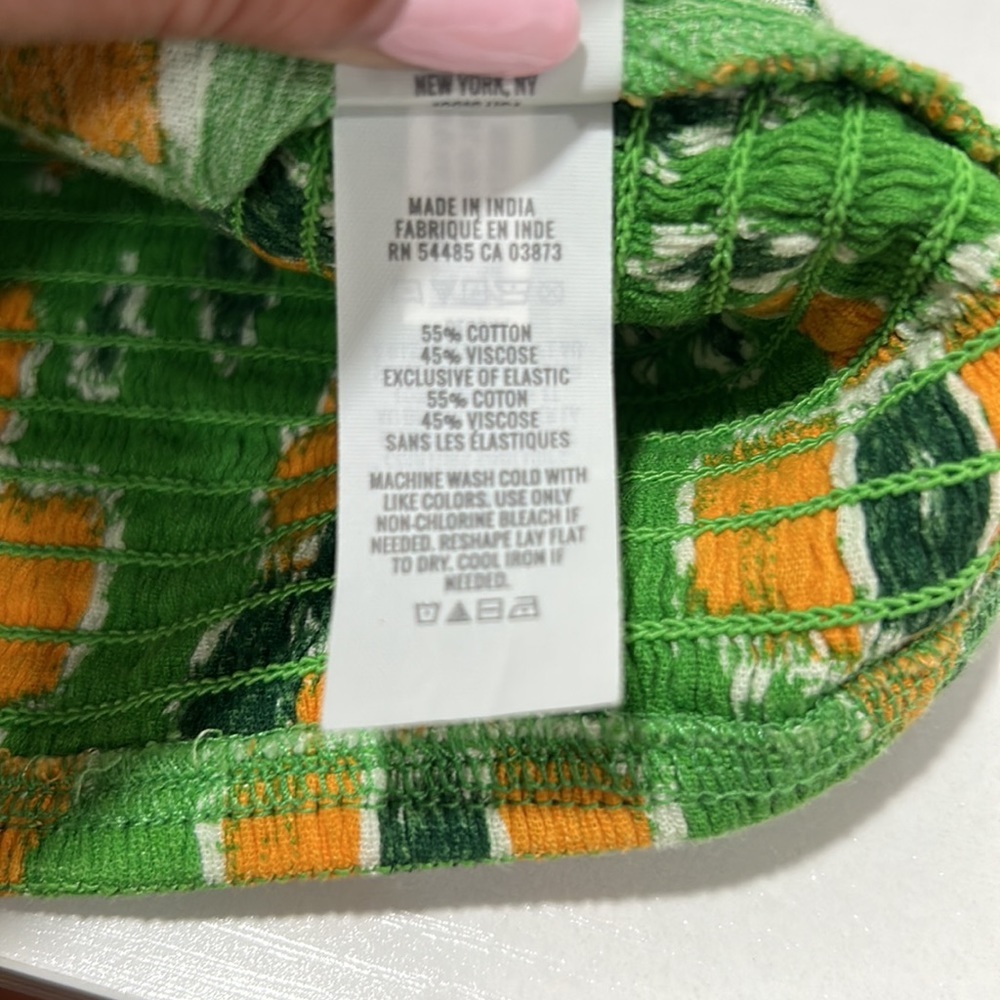 NEW YORK, NY
MADE IN INDIA
FABRIQUÉ EN INDE
RN 54485 CA 03873
55% COTTON
45% VISCOSE
EXCLUSIVE OF ELASTIC
55% COTON
45% VISCOSE
SANS LES ÉLASTIQUES
MACHINE WASH COLD WITH
LIKE COLORS. USE ONLY
NON-CHLORINE BLEACH IF
NEEDED. RESHAPE LAY FLAT
TO DRY. COOL IRON IF
NEEDED.